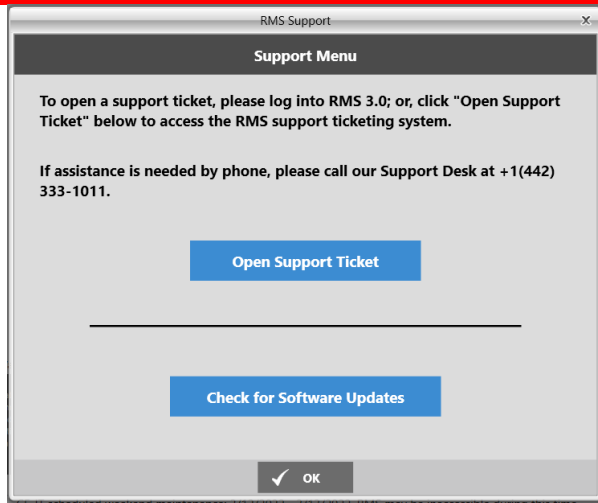 RMS Support
x
Support Menu
To open a support ticket, please log into RMS 3.0; or, click "Open Support
Ticket" below to access the RMS support ticketing system.
If assistance is needed by phone, please call our Support Desk at +1(442)
333-1011.
Open Support Ticket
Check for Software Updates
OK